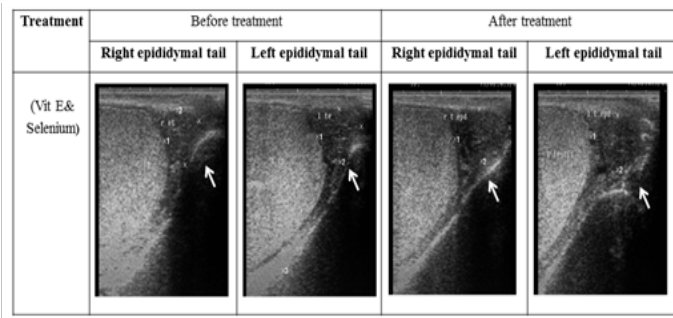 Treatment
Before treatment
After treatment
Right epididymal tail
Left epididymal tail
Right epididymal tail
Left epididymal tail
(Vit E&
Selenium)